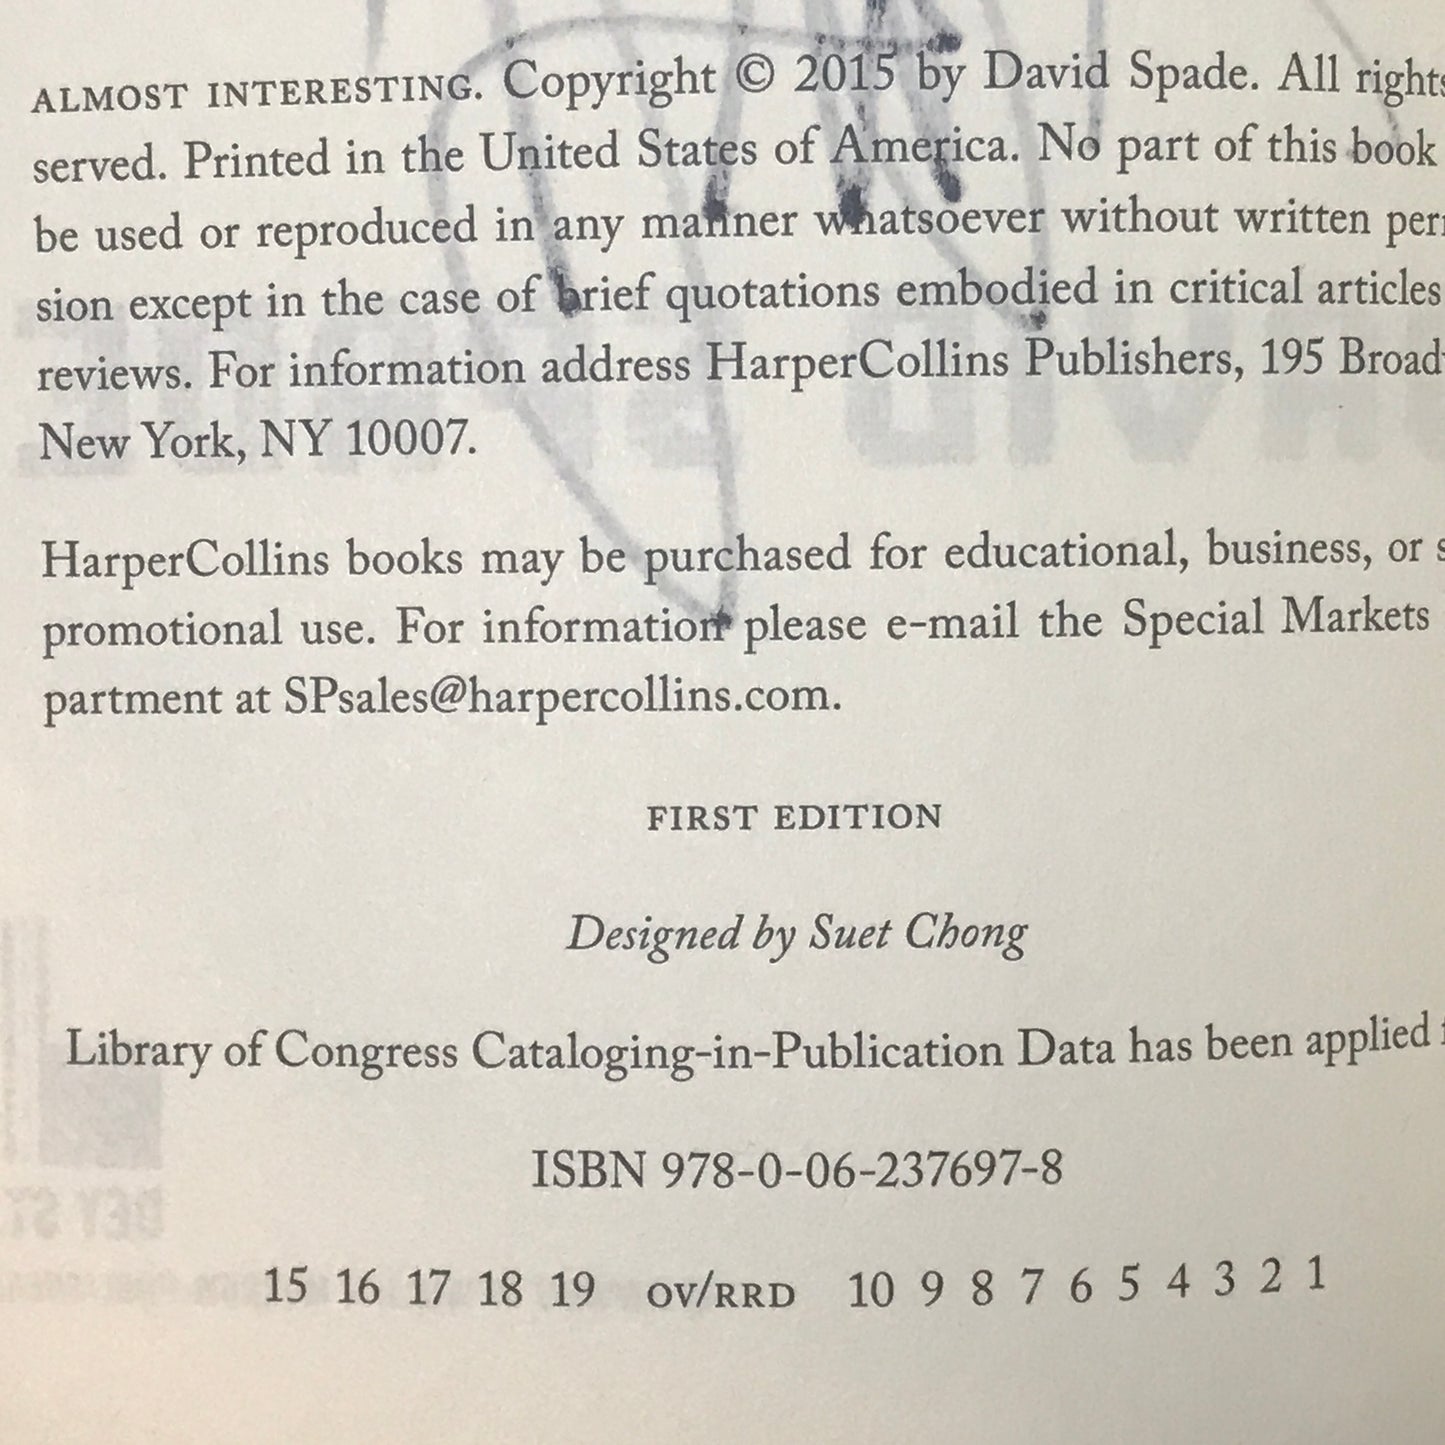 ALMOST INTERESTING. Copyright © 2015 by David Spade. All rights
served. Printed in the United States of America. No part of this book
be used or reproduced in any manner whatsoever without written per
sion except in the case of brief quotations embodied in critical articles
reviews. For information address HarperCollins Publishers, 195 Broad
New York, NY 10007.
HarperCollins books may be purchased for educational, business, or s
promotional use. For information please e-mail the Special Markets
partment at SPsales@harpercollins.com.
FIRST EDITION
Designed by Suet Chong
Library of Congress Cataloging-in-Publication Data has been applied
ISBN 978-0-06-237697-8
15 16 17 18 19 OV/RRD 10 9 8 7 6 5 4 3 2 1
DEY ST